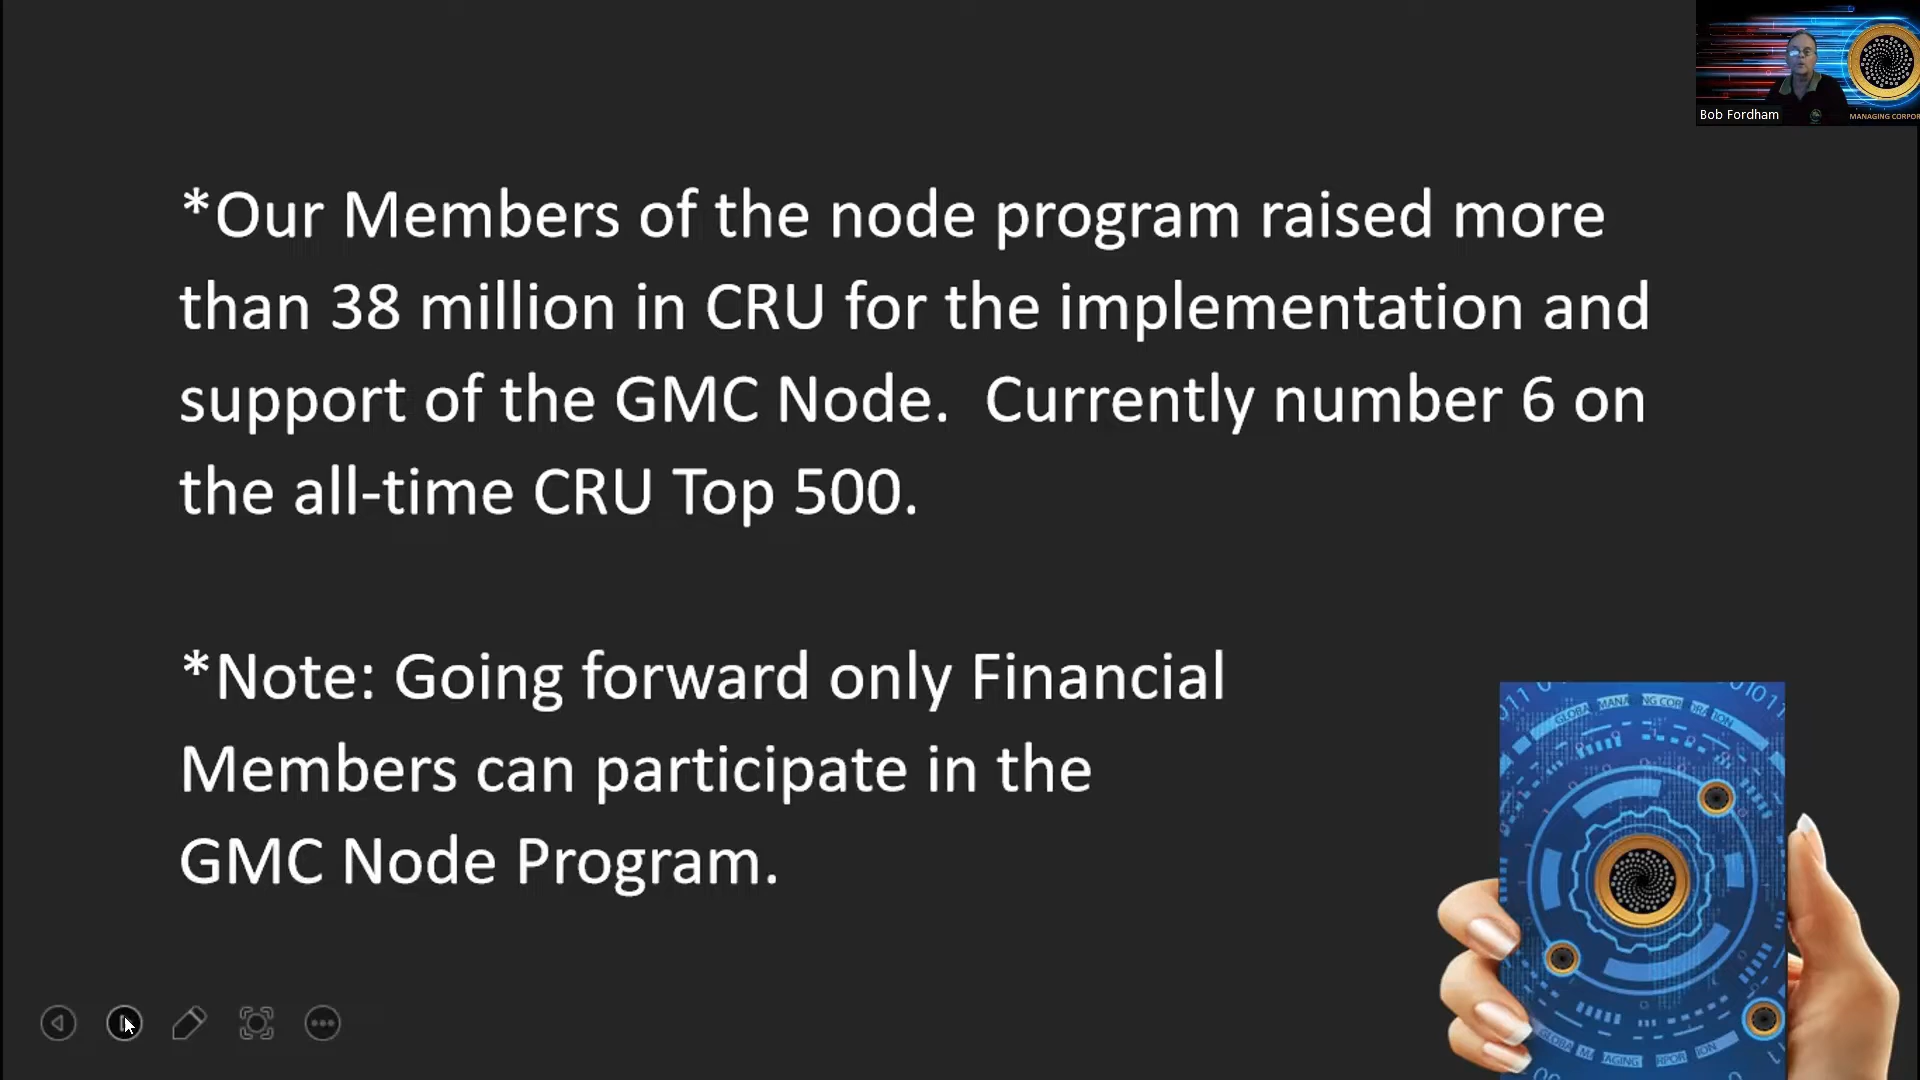 Bob Fordham
MANAGING CORPOR
*Our Members of the node program raised more
than 38 million in CRU for the implementation and
support of the GMC Node.  Currently number 6 on
the all-time CRU Top 500.
*Note: Going forward only Financial
Members can participate in the
GMC Node Program.